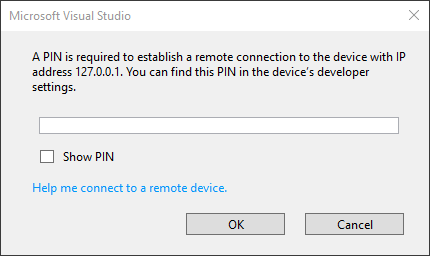 Microsoft Visual Studio
A PIN is required to establish a remote connection to the device with IP
address 127.0.0.1. You can find this PIN in the device's developer
settings.
Show PIN
Help me connect to a remote device.
OK Cancel